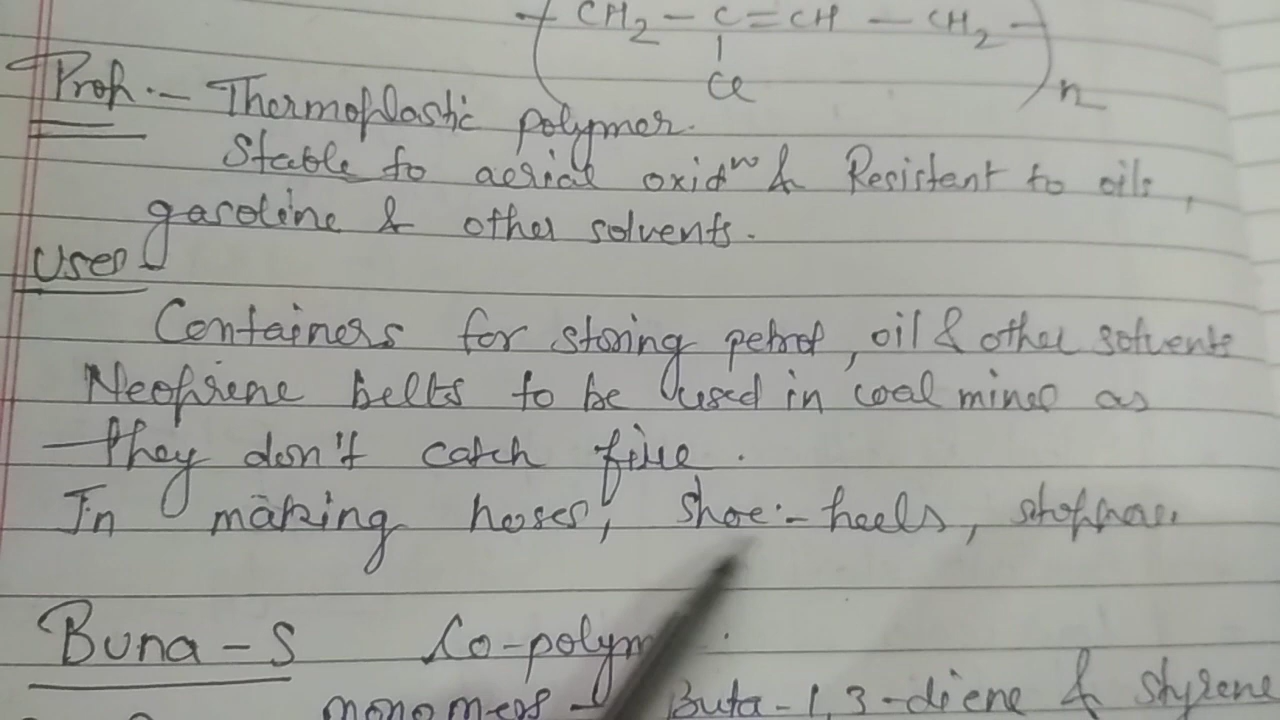 ( CH2 - C = CH - CH2 )n
Cl
Prop. :- Thermoplastic polymer.
Stable to aerial oxidn & Resistant to oils,
gasoline & other solvents.
Uses
Containers for storing petrol, oil & other solvents
Neoprene belts to be used in coal mines as
they don't catch fire.
In making hoses, shoe-heels, stoppers.
Buna-S Co-polym
monomers - Buta-1,3-diene & styrene